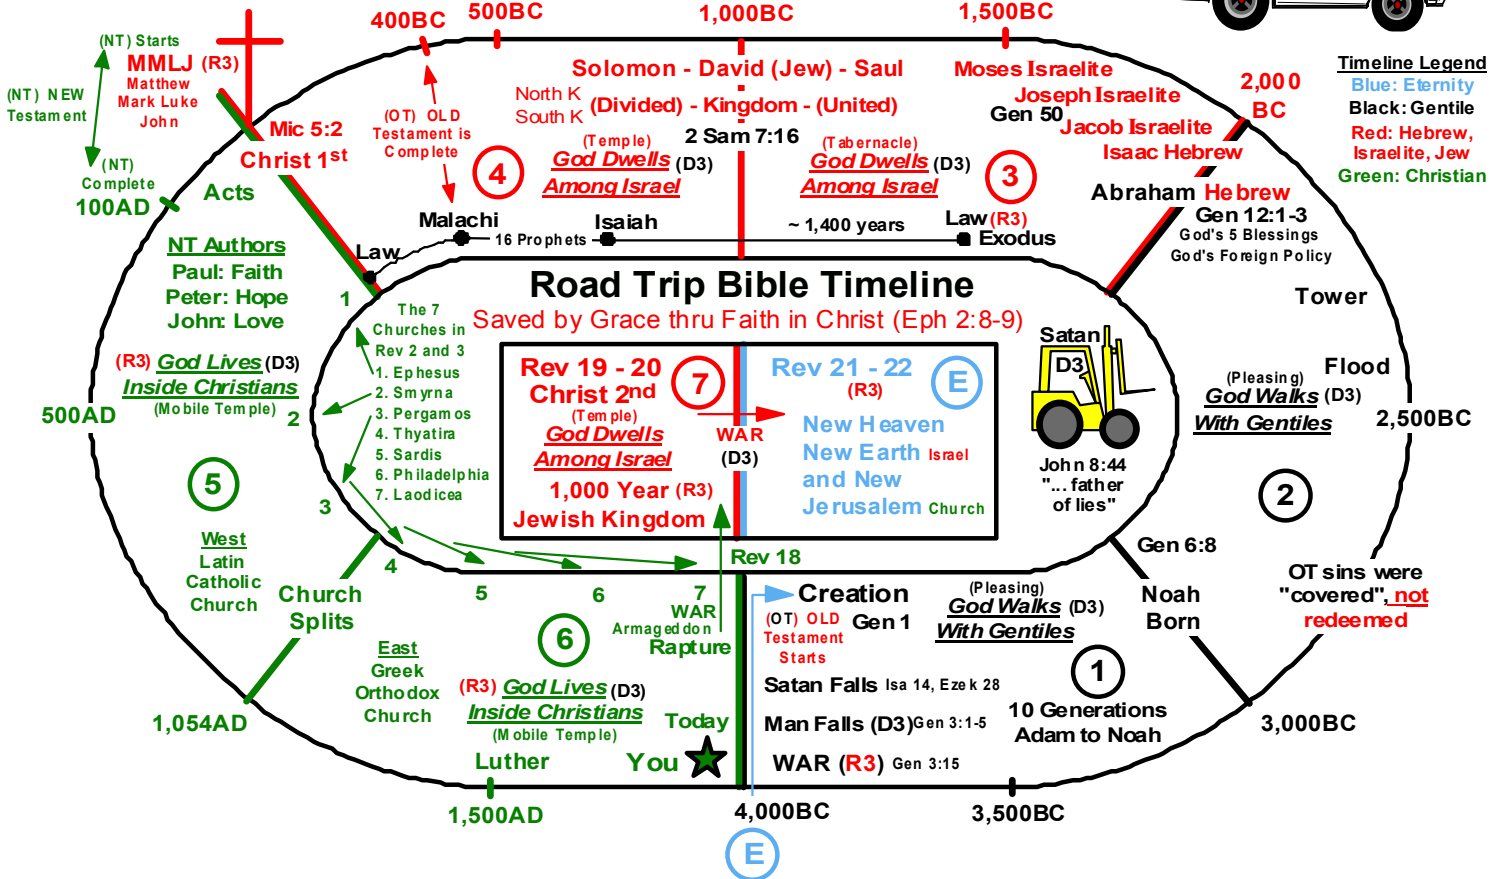 400BC
500BC
1,000BC
1,500BC
(NT) Starts
MMLJ (R3)
Matthew
Mark Luke
John
(NT) NEW
Testament
(NT)
Complete
100AD
Mic 5:2
Christ 1st
Acts
(OT) OLD
Testament is
Complete
4
Solomon - David (Jew) - Saul
North K
South K
(Divided) - Kingdom - (United)
2 Sam 7:16
(Temple)
God Dwells (D3)
Among Israel
(Tabernacle)
God Dwells (D3)
Among Israel
3
Moses Israelite
Joseph Israelite
Gen 50
Jacob Israelite
Isaac Hebrew
Abraham Hebrew
Gen 12:1-3
God's 5 Blessings
God's Foreign Policy
2,000
BC
Timeline Legend
Blue: Eternity
Black: Gentile
Red: Hebrew,
Israelite, Jew
Green: Christian
Law
Malachi
16 Prophets
Isaiah
~ 1,400 years
Law (R3)
Exodus
NT Authors
Paul: Faith
Peter: Hope
John: Love
1
(R3) God Lives (D3)
Inside Christians
(Mobile Temple)
2
500AD
5
3
The 7
Churches in
Rev 2 and 3
1. Ephesus
2. Smyrna
3. Pergamos
4. Thyatira
5. Sardis
6. Philadelphia
7. Laodicea
Road Trip Bible Timeline
Saved by Grace thru Faith in Christ (Eph 2:8-9)
Rev 19 - 20
Christ 2nd
7
(Temple)
God Dwells
Among Israel
1,000 Year (R3)
Jewish Kingdom
WAR
(D3)
Rev 21 - 22
(R3)
E
New Heaven
New Earth Israel
and New
Jerusalem Church
Satan
D3
John 8:44
"... father
of lies"
Tower
Flood
(Pleasing)
God Walks (D3)
With Gentiles
2,500BC
2
OT sins were
"covered", not
redeemed
Gen 6:8
Noah
Born
3,000BC
West
Latin
Catholic
Church
Church
Splits
1,054AD
4
5
6
7
Rev 18
WAR
Armageddon
Rapture
East
Greek
Orthodox
Church
6
(R3) God Lives (D3)
Inside Christians
(Mobile Temple)
Luther
Today
You
1,500AD
Creation
(OT) OLD
Testament
Starts
Gen 1
(Pleasing)
God Walks (D3)
With Gentiles
1
Satan Falls Isa 14, Ezek 28
Man Falls (D3) Gen 3:1-5
WAR (R3) Gen 3:15
10 Generations
Adam to Noah
4,000BC
3,500BC
E